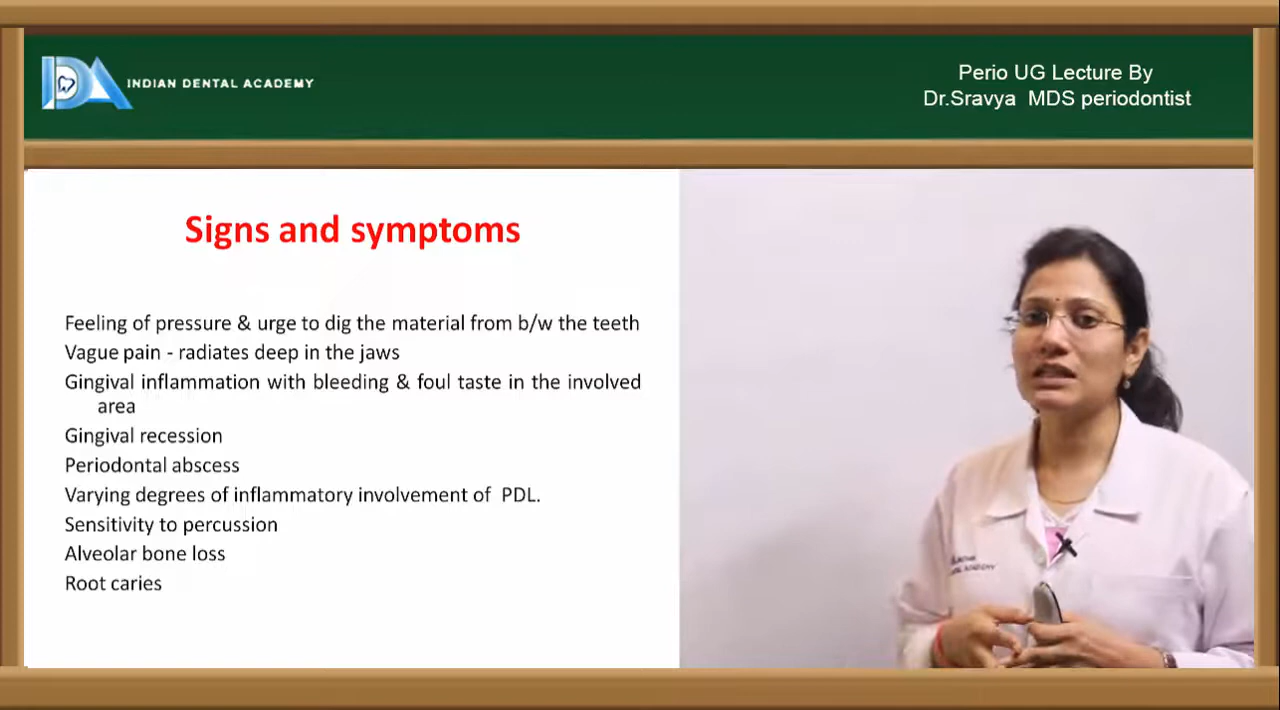 IDA INDIAN DENTAL ACADEMY
Perio UG Lecture By
Dr.Sravya MDS periodontist
Signs and symptoms
Feeling of pressure & urge to dig the material from b/w the teeth
Vague pain - radiates deep in the jaws
Gingival inflammation with bleeding & foul taste in the involved
area
Gingival recession
Periodontal abscess
Varying degrees of inflammatory involvement of PDL.
Sensitivity to percussion
Alveolar bone loss
Root caries